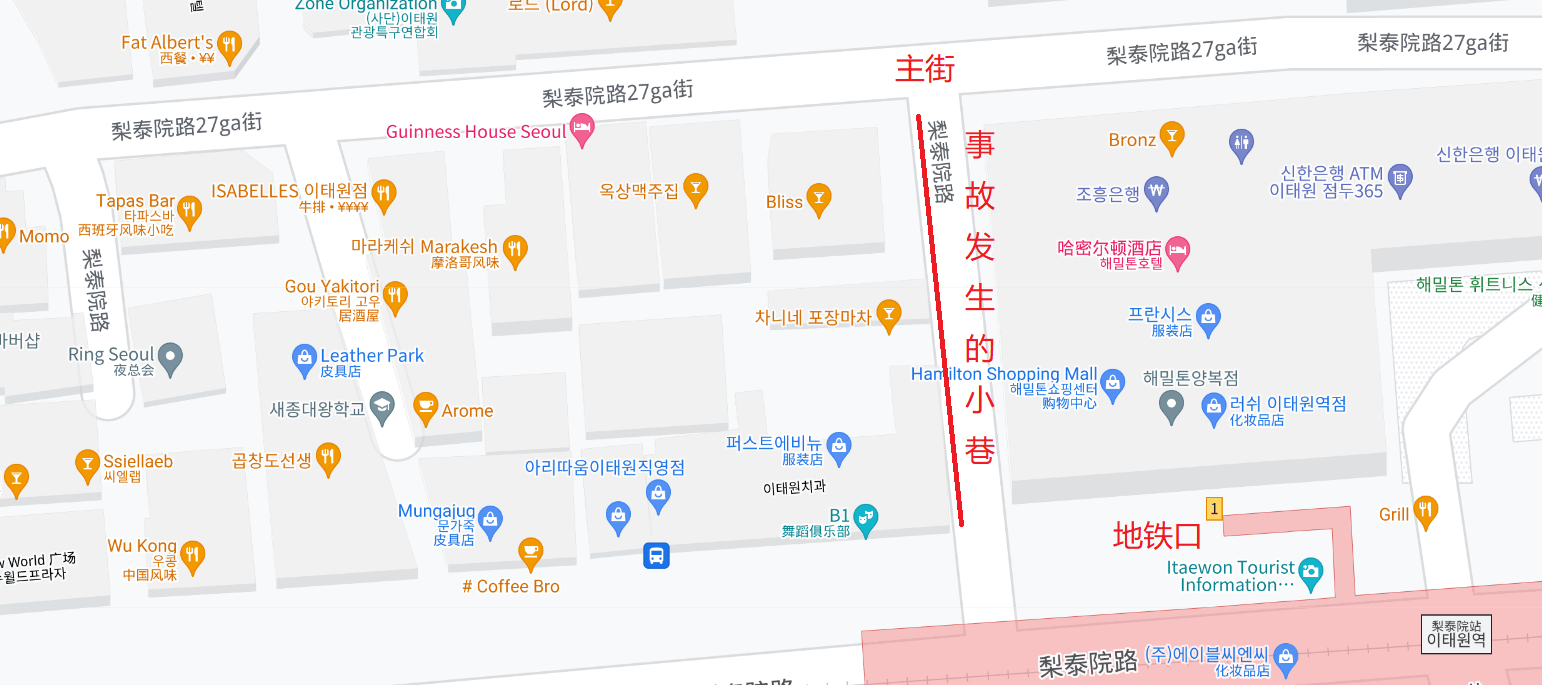 텔
Zone Organization
(사단)이태원
관광특구연합회
로드 (Lord)
Fat Albert's
西餐 • ¥¥
主街
梨泰院路27ga街
梨泰院路27ga街
梨泰院路27ga街
梨泰院路27ga街
Guinness House Seoul
梨泰院路
事故发生的小巷
Bronz
신한은행 ATM
이태원 점두365
신한은행 이태원
조흥은행
ISABELLES 이태원점
牛排 • ¥¥¥¥
옥상맥주집
Bliss
Tapas Bar
타파스바
西班牙风味小吃
Momo
마라케쉬 Marakesh
摩洛哥风味
哈密尔顿酒店
해밀톤호텔
梨泰院路
Gou Yakitori
야키토리 고우
居酒屋
해밀톤 휘트니스
健
차니네 포장마차
프란시스
服装店
바버샵
Ring Seoul
夜总会
Leather Park
皮具店
Hamilton Shopping Mall
해밀톤쇼핑센터
购物中心
해밀톤양복점
러쉬 이태원역점
化妆品店
새종대왕학교
Arome
퍼스트에비뉴
服装店
Ssiellaeb
씨엘랩
곱창도선생
아리따움이태원직영점
이태원치과
Mungajug
문가죽
皮具店
B1
舞蹈俱乐部
1
地铁口
Grill
w World 广场
뉴월드프라자
Wu Kong
우콩
中国风味
# Coffee Bro
Itaewon Tourist
Information…
梨泰院站
이태원역
梨泰院路
(주)에이블씨엔씨
化妆品店